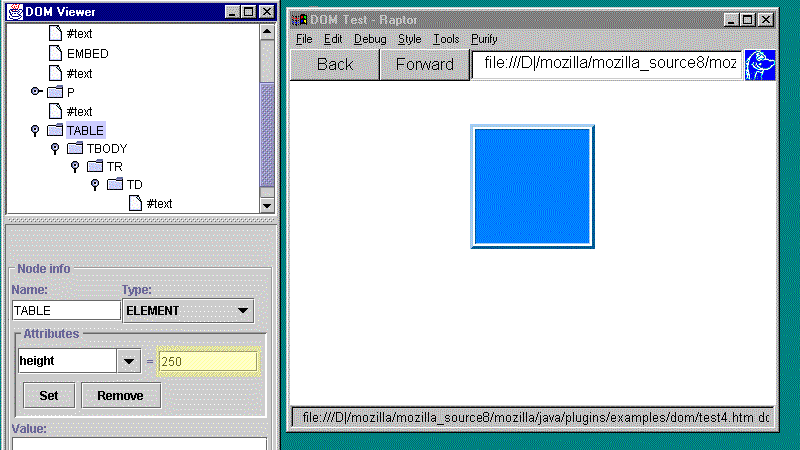 DOM Viewer
#text
EMBED
#text
P
#text
TABLE
TBODY
TR
TD
#text
Node info
Name:
Type:
TABLE
ELEMENT
Attributes
height
=
250
Set
Remove
Value:
DOM Test - Raptor
File Edit Debug Style Tools Purify
Back
Forward
file:///D|/mozilla/mozilla_source8/moz
file:///D|/mozilla/mozilla_source8/mozilla/java/plugins/examples/dom/test4.htm do